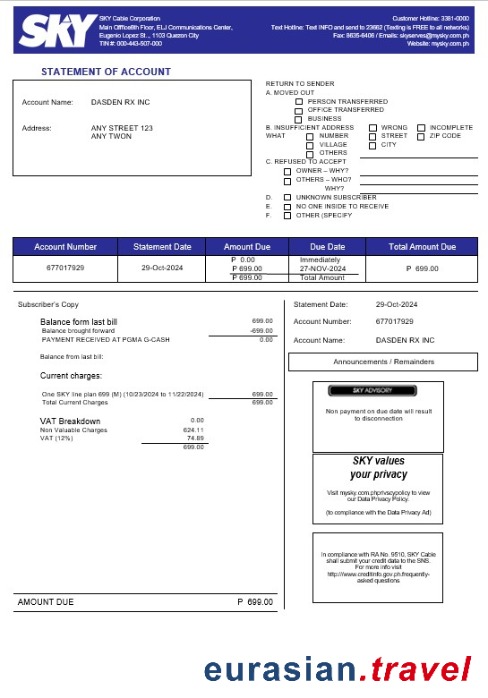 SKY
SKY Cable Corporation
Main Office6th Floor, ELJ Communications Center,
Eugenio Lopez St.., 1103 Quezon City
TIN #: 000-443-507-000
Customer Hotline: 3381-0000
Text Hotline: Text INFO and send to 23662 (Texting is FREE to all networks)
Fax: 8635-6406 / Emails: skyserves@mysky.com.ph
Website: mysky.com.ph
STATEMENT OF ACCOUNT
Account Name: DASDEN RX INC
Address: ANY STREET 123
ANY TWON
RETURN TO SENDER
A. MOVED OUT
PERSON TRANSFERRED
OFFICE TRANSFERRED
BUSINESS
B. INSUFFICIENT ADDRESS WRONG INCOMPLETE
WHAT NUMBER STREET ZIP CODE
VILLAGE CITY
OTHERS
C. REFUSED TO ACCEPT
OWNER – WHY?
OTHERS – WHO?
WHY?
D. UNKNOWN SUBSCRIBER
E. NO ONE INSIDE TO RECEIVE
F. OTHER (SPECIFY
Account Number Statement Date Amount Due Due Date Total Amount Due
677017929 29-Oct-2024 P 0.00 Immediately P 699.00
P 699.00 27-NOV-2024
P 699.00 Total Amount
Subscriber's Copy
Balance form last bill 699.00
Balance brought forward -699.00
PAYMENT RECEIVED AT PGMA G-CASH 0.00
Balance from last bill:
Current charges:
One SKY line plan 699 (M) (10/23/2024 to 11/22/2024) 699.00
Total Current Charges 699.00
VAT Breakdown 0.00
Non Valuable Charges 624.11
VAT (12%) 74.89
699.00
AMOUNT DUE P 699.00
Statement Date: 29-Oct-2024
Account Number: 677017929
Account Name: DASDEN RX INC
Announcements / Remainders
SKY ADVISORY
Non payment on due date will result
to disconnection
SKY values
your privacy
Visit mysky.com.ph/privscypolicy to view
our Data Privacy Policy.
(to compliance with the Data Privacy Ad)
In compliance with RA No. 9510, SKY Cable
shall submit your credit data to the SNS.
For more info visit
http://www.creditinfo.gov.ph.frequently-
asked questions
eurasian.travel